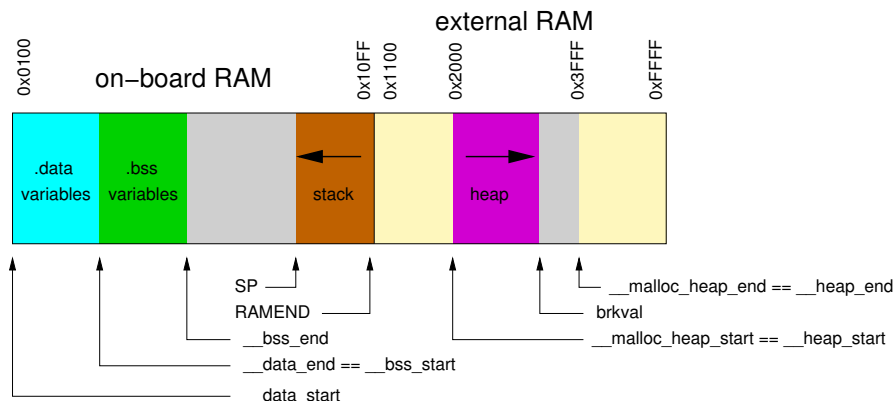 external RAM
on−board RAM
0x0100
0x10FF
0x1100
0x2000
0x3FFF
0xFFFF
.data
variables
.bss
variables
stack
heap
SP
RAMEND
__bss_end
__data_end == __bss_start
__data_start
__malloc_heap_end == __heap_end
brkval
__malloc_heap_start == __heap_start